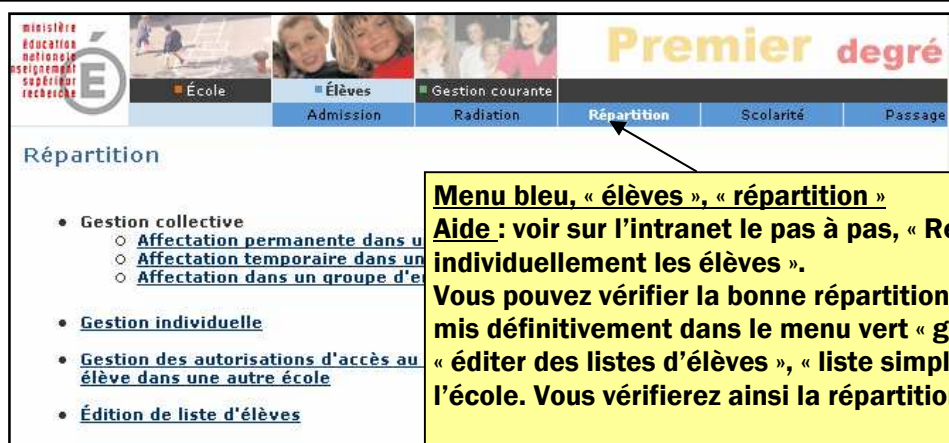 ministère
éducation
nationale
enseignement
supérieur
recherche
É
Premier degré
École Élèves Gestion courante
Admission Radiation Répartition Scolarité Passage
Répartition
Menu bleu, « élèves », « répartition »
Aide : voir sur l'intranet le pas à pas, «
individuellement les élèves ».
Vous pouvez vérifier la bonne répartition
mis définitivement dans le menu vert «
« éditer des listes d'élèves », « liste
l'école. Vous vérifierez ainsi la
• Gestion collective
○ Affectation permanente dans
○ Affectation temporaire dans
○ Affectation dans un groupe
• Gestion individuelle
• Gestion des autorisations d'accès au
élève dans une autre école
• Édition de liste d'élèves